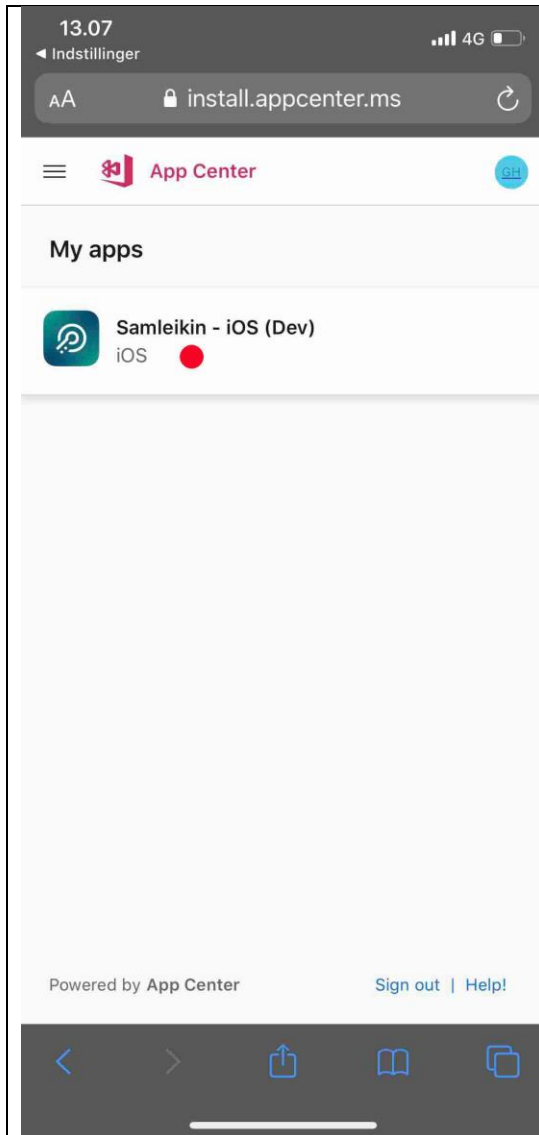 13.07
4G
◀ Indstillinger
AA install.appcenter.ms
App Center
GH
My apps
Samleikin - iOS (Dev)
iOS
Powered by App Center
Sign out | Help!